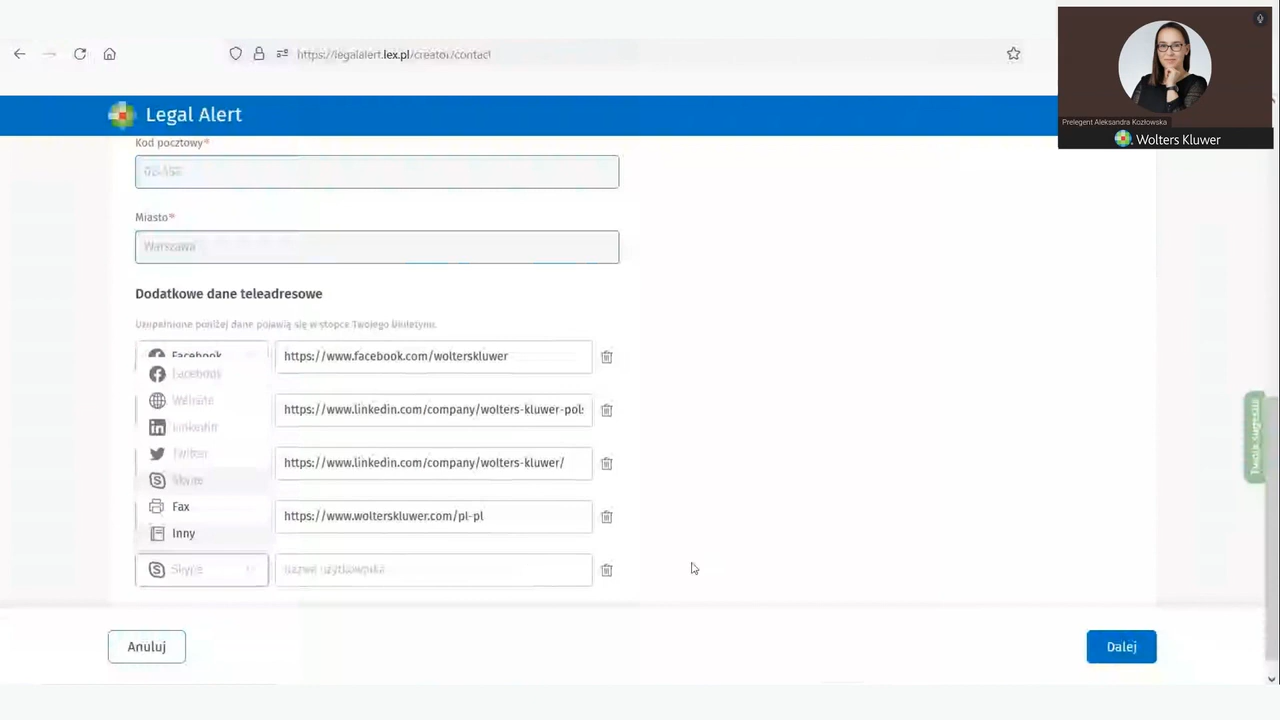 https://legalalert.lex.pl/creator/contact
Prelegent Aleksandra Kozłowska
Wolters Kluwer
Legal Alert
Kod pocztowy*
Miasto*
Warszawa
Dodatkowe dane teleadresowe
Uzupełnione poniżej dane pojawią się w stopce Twojego biuletynu.
Facebook https://www.facebook.com/wolterskluwer
Facebook
Website
LinkedIn https://www.linkedin.com/company/wolters-kluwer-pols
Twitter
https://www.linkedin.com/company/wolters-kluwer/
Skype
Fax https://www.wolterskluwer.com/pl-pl
Inny
Skype nazwa użytkownika
Twoja sugestia
Anuluj
Dalej